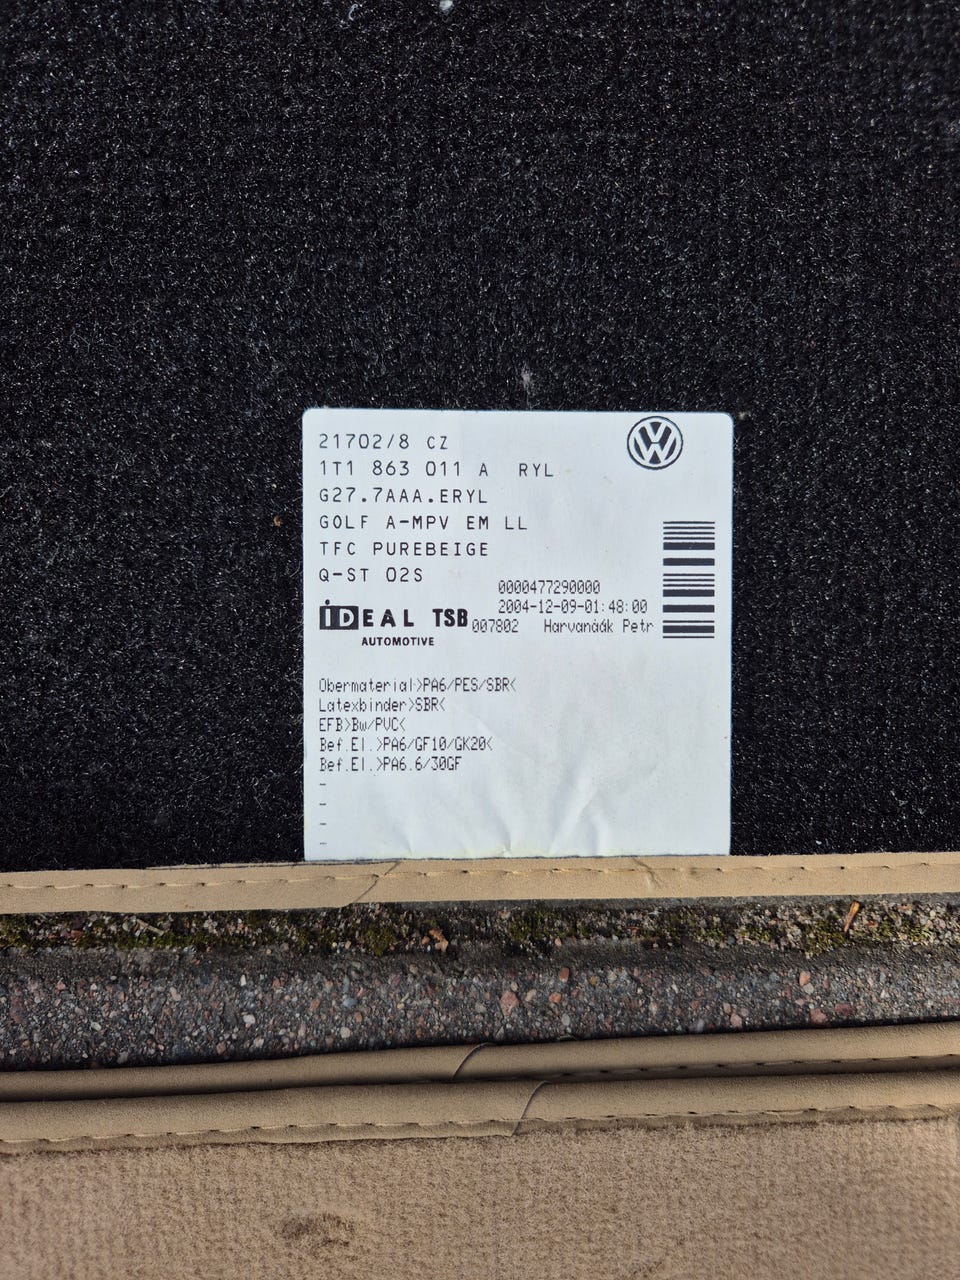 21702/8 CZ
1T1 863 011 A RYL
G27.7AAA.ERYL
GOLF A-MPV EM LL
TFC PUREBEIGE
Q-ST 02S
0000477290000
2004-12-09-01:48:00
007802 Harvanàák Petr
iDEAL TSB
AUTOMOTIVE
Obermaterial>PA6/PES/SBR<
Latexbinder>SBR<
EFB>Bw/PVC<
Bef.El.>PA6/GF10/GK20<
Bef.El.>PA6.6/30GF
-
-
-
-